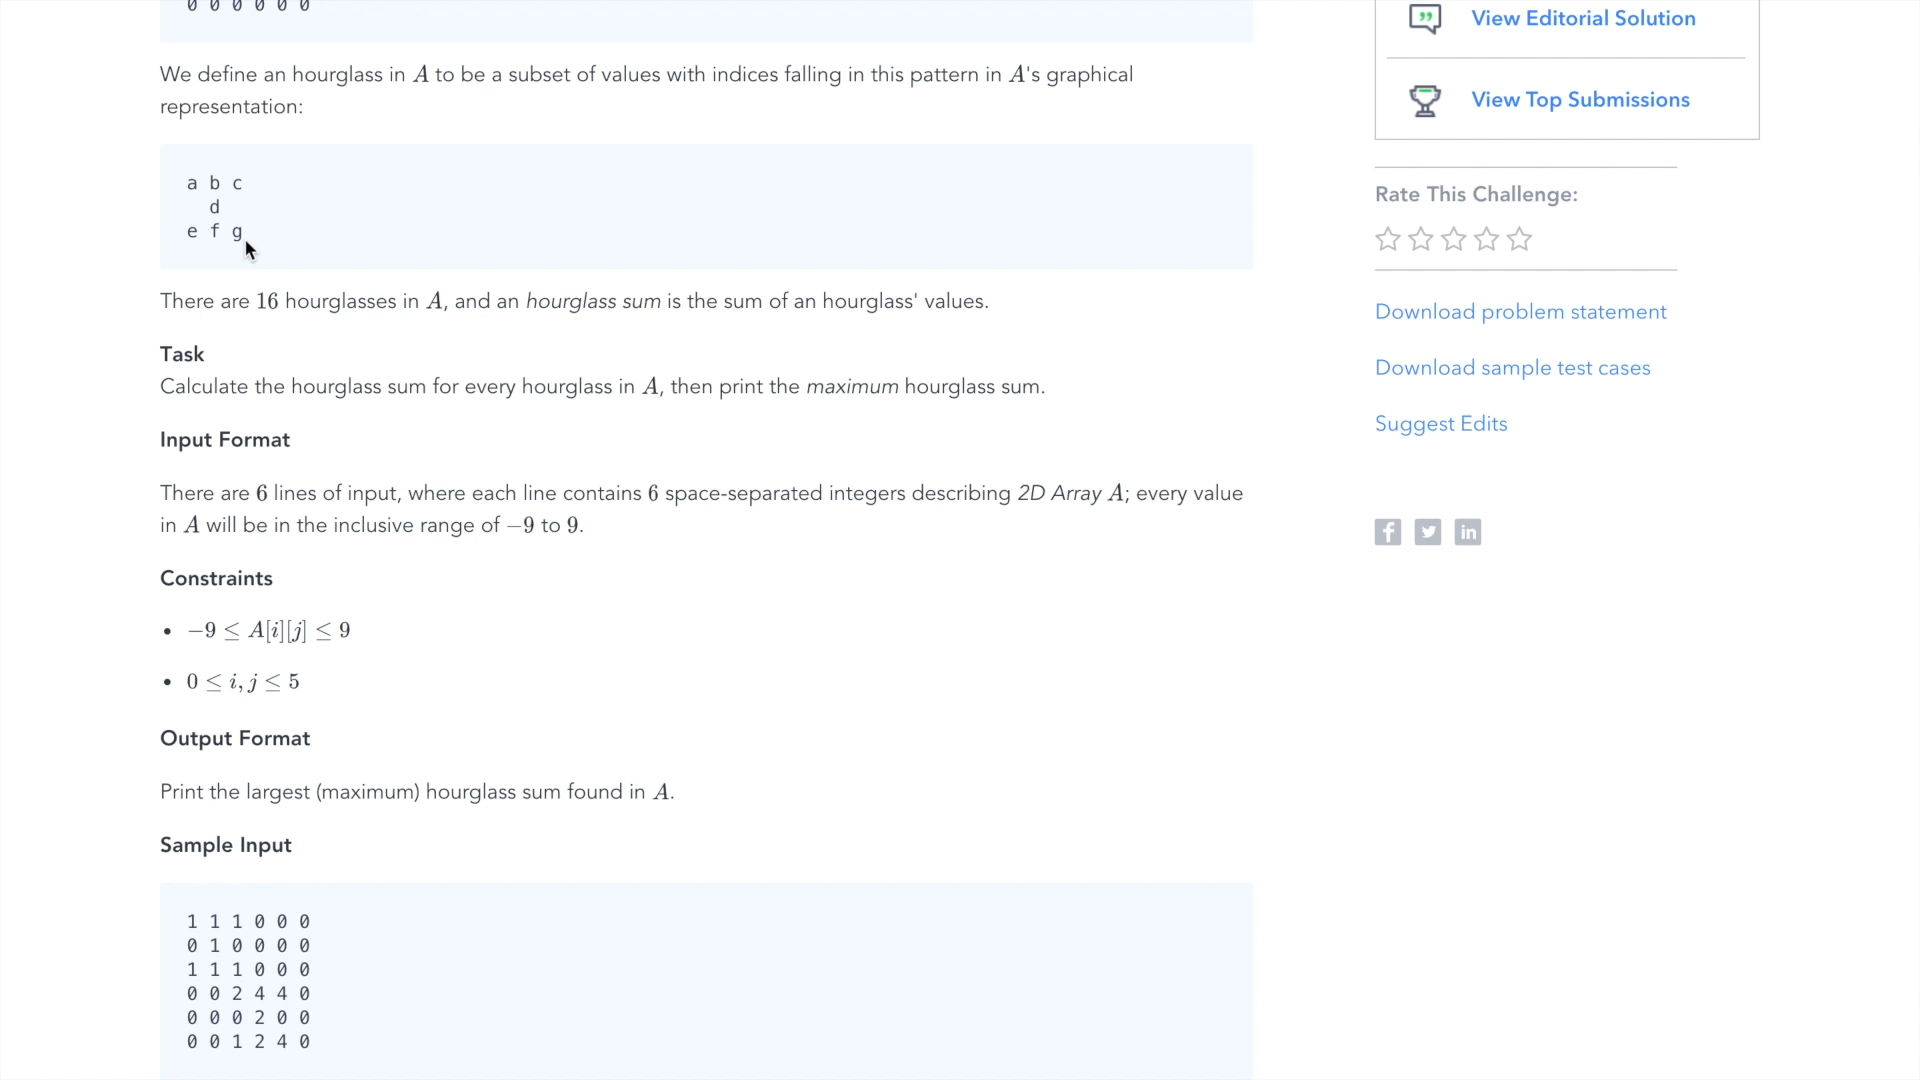 0 0 0 0 0 0
We define an hourglass in A to be a subset of values with indices falling in this pattern in A's graphical
representation:
a b c
d
e f g
There are 16 hourglasses in A, and an hourglass sum is the sum of an hourglass' values.
Task
Calculate the hourglass sum for every hourglass in A, then print the maximum hourglass sum.
Input Format
There are 6 lines of input, where each line contains 6 space-separated integers describing 2D Array A; every value
in A will be in the inclusive range of −9 to 9.
Constraints
• −9 ≤ A[i][j] ≤ 9
• 0 ≤ i, j ≤ 5
Output Format
Print the largest (maximum) hourglass sum found in A.
Sample Input
1 1 1 0 0 0
0 1 0 0 0 0
1 1 1 0 0 0
0 0 2 4 4 0
0 0 0 2 0 0
0 0 1 2 4 0
View Editorial Solution
View Top Submissions
Rate This Challenge:
Download problem statement
Download sample test cases
Suggest Edits